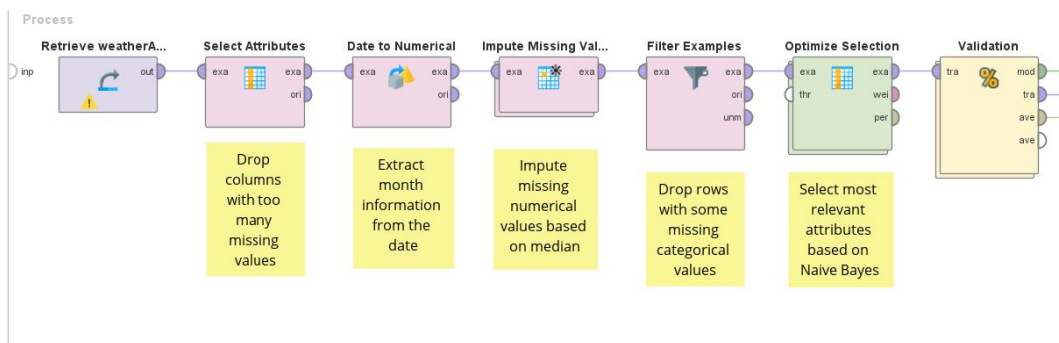 Process
Retrieve weatherA...
Select Attributes
Date to Numerical
Impute Missing Val...
Filter Examples
Optimize Selection
Validation
inp
out
exa
exa
ori
exa
exa
ori
exa
exa
exa
exa
ori
unm
exa
exa
thr
wei
per
tra
mod
tra
ave
ave
Drop
columns
with too
many
missing
values
Extract
month
information
from the
date
Impute
missing
numerical
values based
on median
Drop rows
with some
missing
categorical
values
Select most
relevant
attributes
based on
Naive Bayes